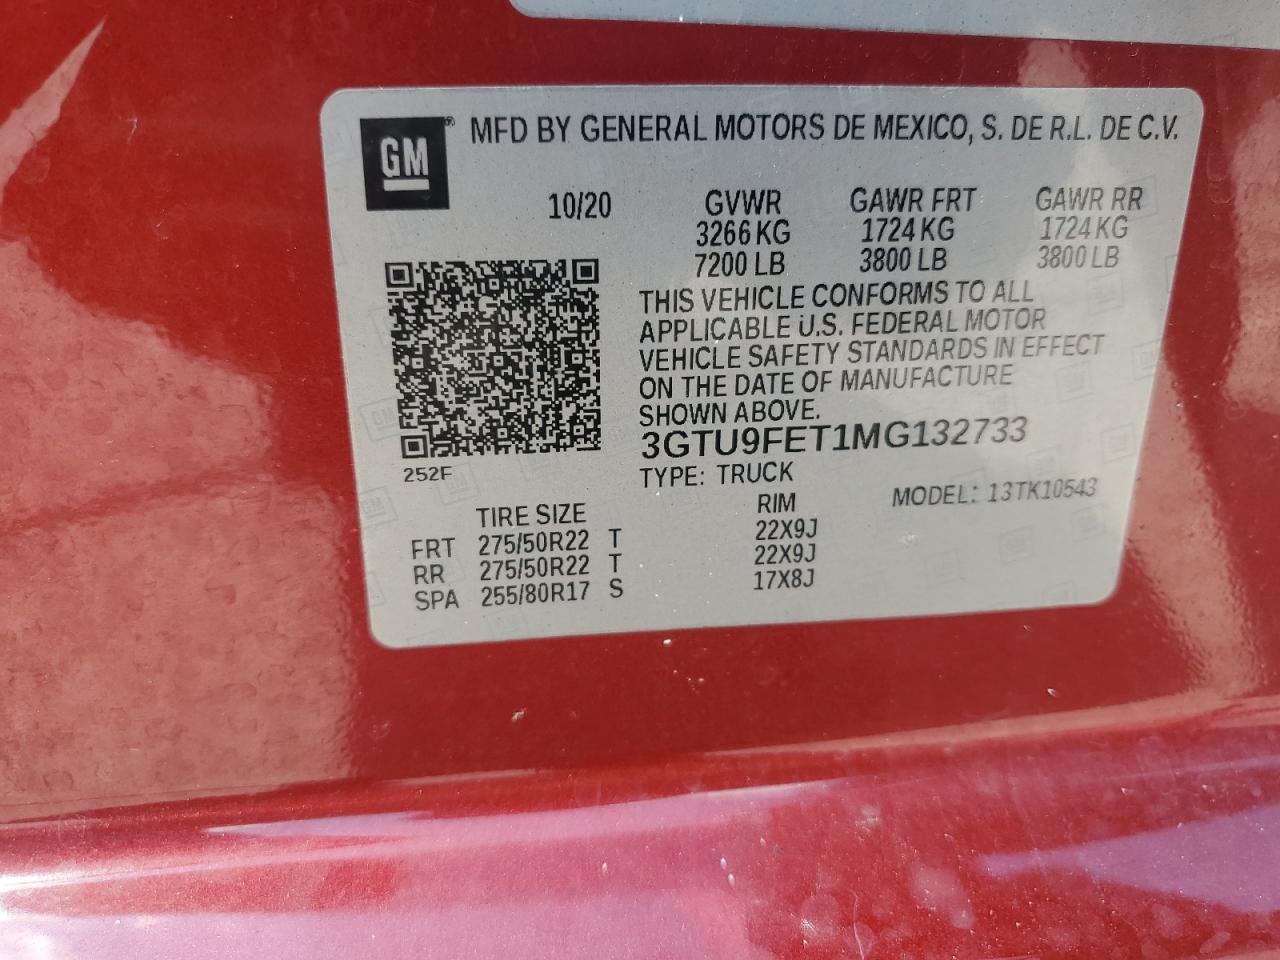 GM® MFD BY GENERAL MOTORS DE MEXICO, S. DE R.L. DE C.V.
10/20 GVWR GAWR FRT GAWR RR
3266 KG 1724 KG 1724 KG
7200 LB 3800 LB 3800 LB
THIS VEHICLE CONFORMS TO ALL
APPLICABLE U.S. FEDERAL MOTOR
VEHICLE SAFETY STANDARDS IN EFFECT
ON THE DATE OF MANUFACTURE
SHOWN ABOVE.
3GTU9FET1MG132733
252F TYPE: TRUCK
MODEL: 13TK10543
TIRE SIZE RIM
FRT 275/50R22 T 22X9J
RR 275/50R22 T 22X9J
SPA 255/80R17 S 17X8J